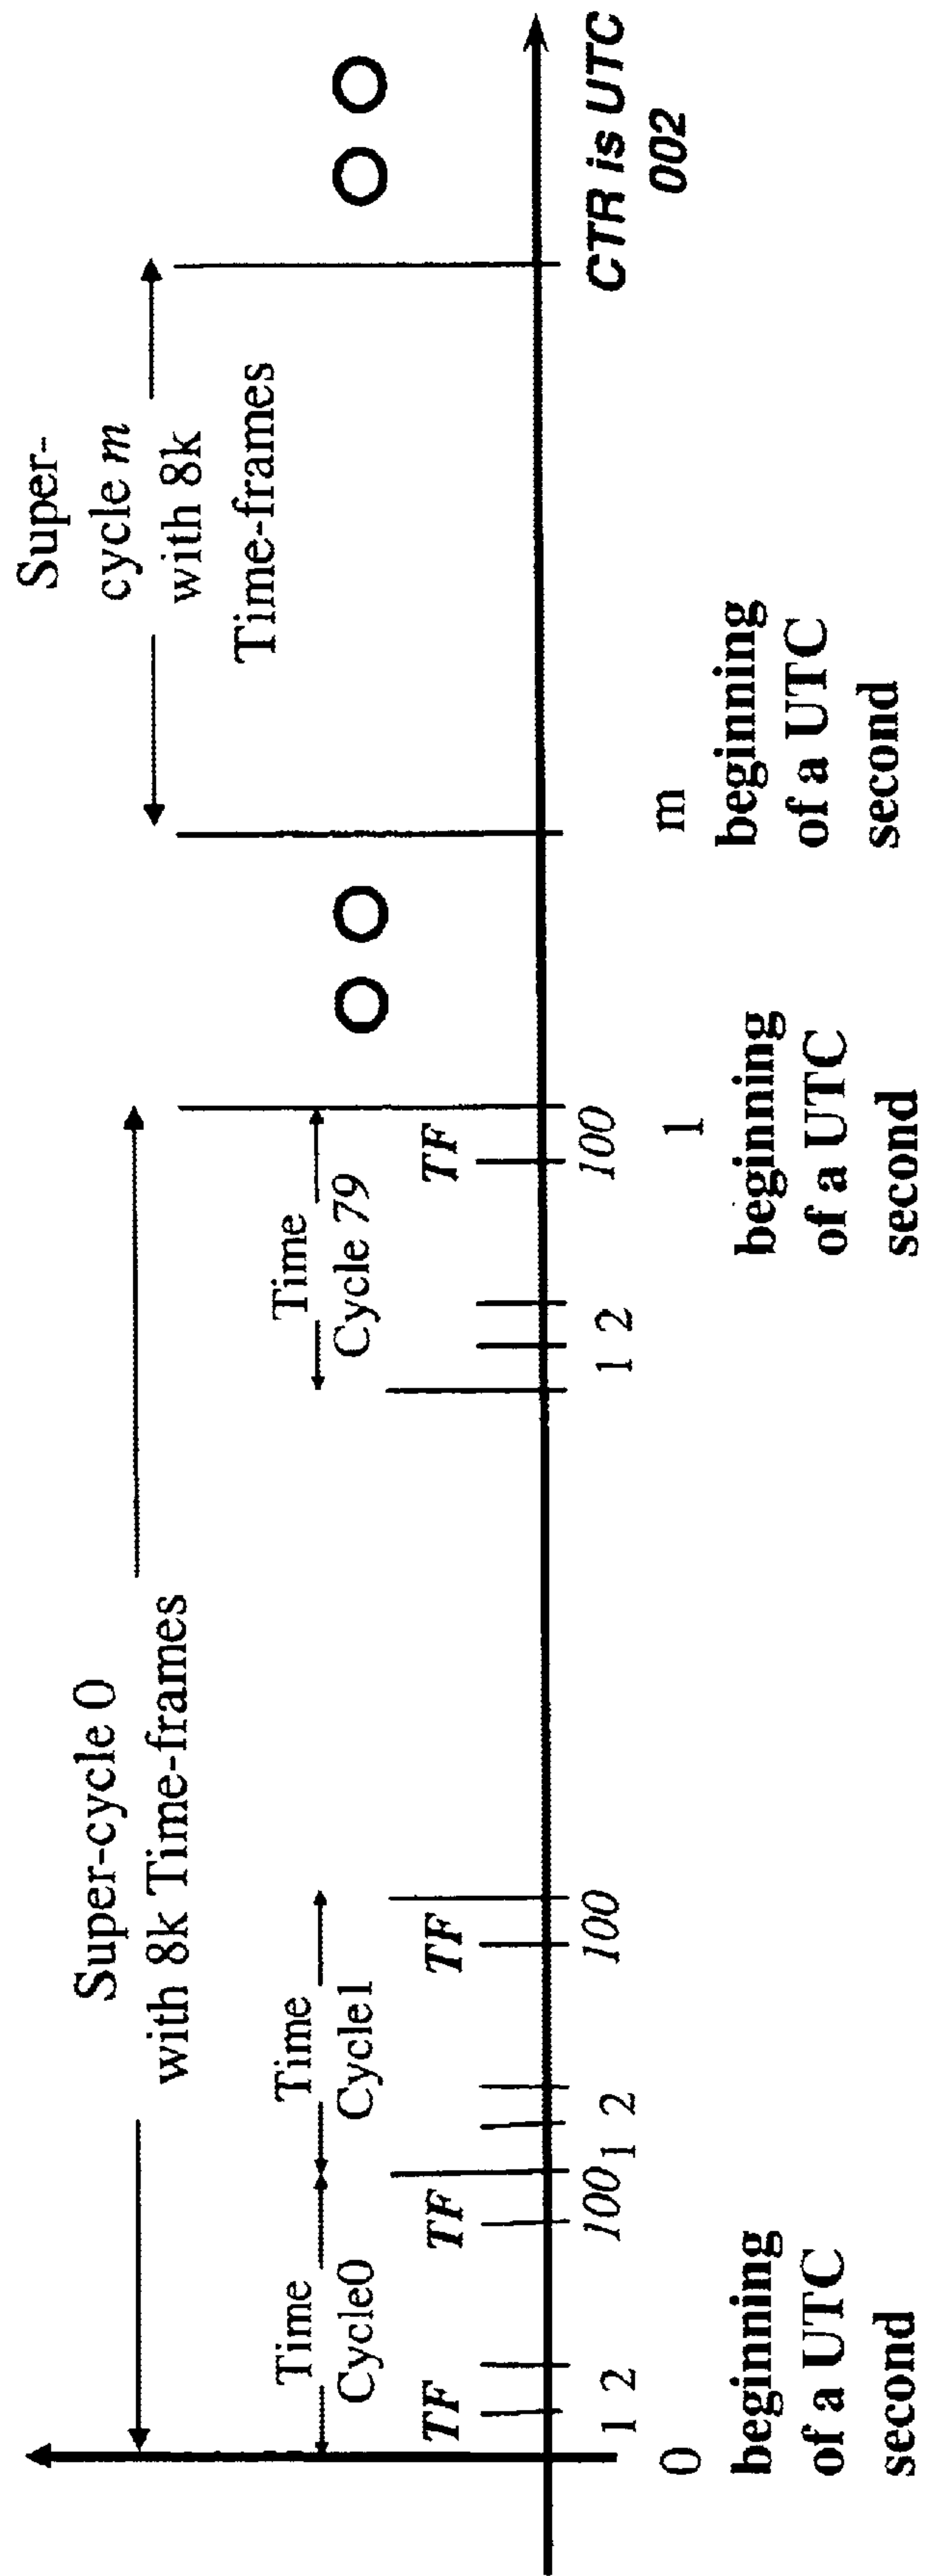 Super-cycle 0
with 8k Time-frames
Super-
cycle m
with 8k
Time-frames
Time
Cycle0
Time
Cycle1
Time
Cycle 79
TF
TF
TF
TF
1 2
100
1 2
100
1 2
100
CTR is UTC
002
0
beginning
of a UTC
second
1
beginning
of a UTC
second
m
beginning
of a UTC
second